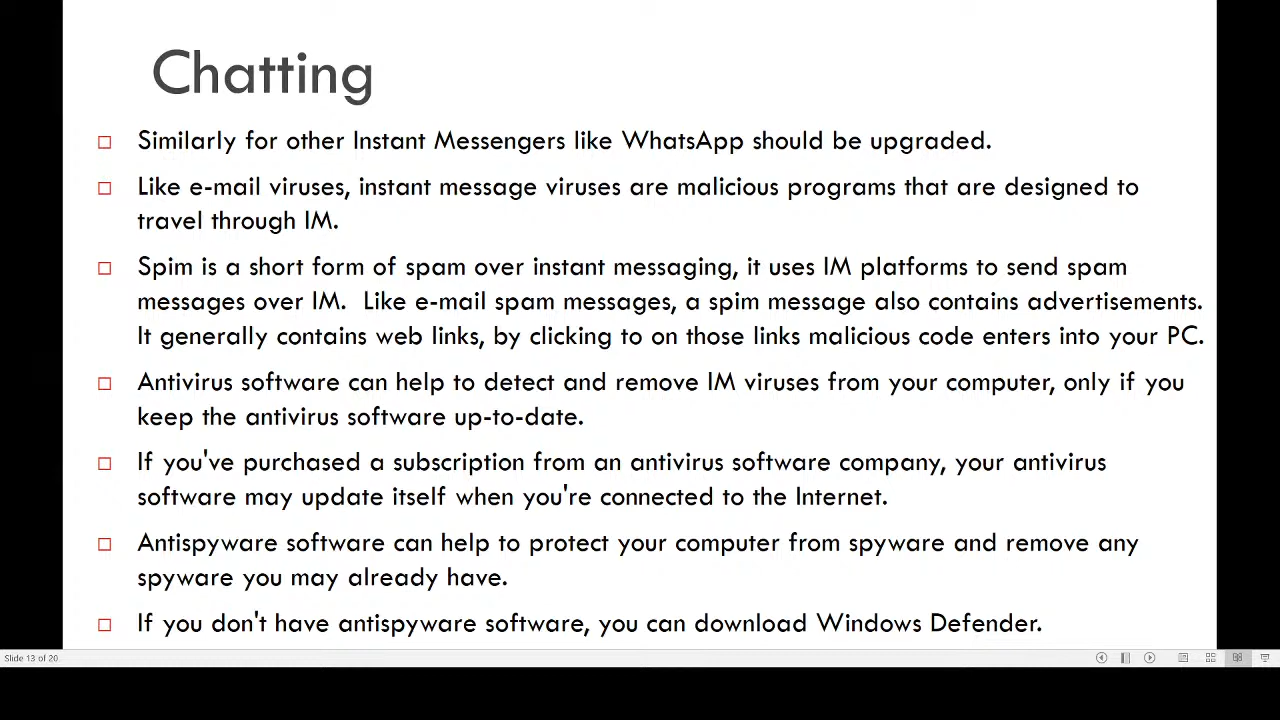 Chatting
Similarly for other Instant Messengers like WhatsApp should be upgraded.
Like e-mail viruses, instant message viruses are malicious programs that are designed to
travel through IM.
Spim is a short form of spam over instant messaging, it uses IM platforms to send spam
messages over IM.  Like e-mail spam messages, a spim message also contains advertisements.
It generally contains web links, by clicking to on those links malicious code enters into your PC.
Antivirus software can help to detect and remove IM viruses from your computer, only if you
keep the antivirus software up-to-date.
If you've purchased a subscription from an antivirus software company, your antivirus
software may update itself when you're connected to the Internet.
Antispyware software can help to protect your computer from spyware and remove any
spyware you may already have.
If you don't have antispyware software, you can download Windows Defender.
Slide 13 of 20